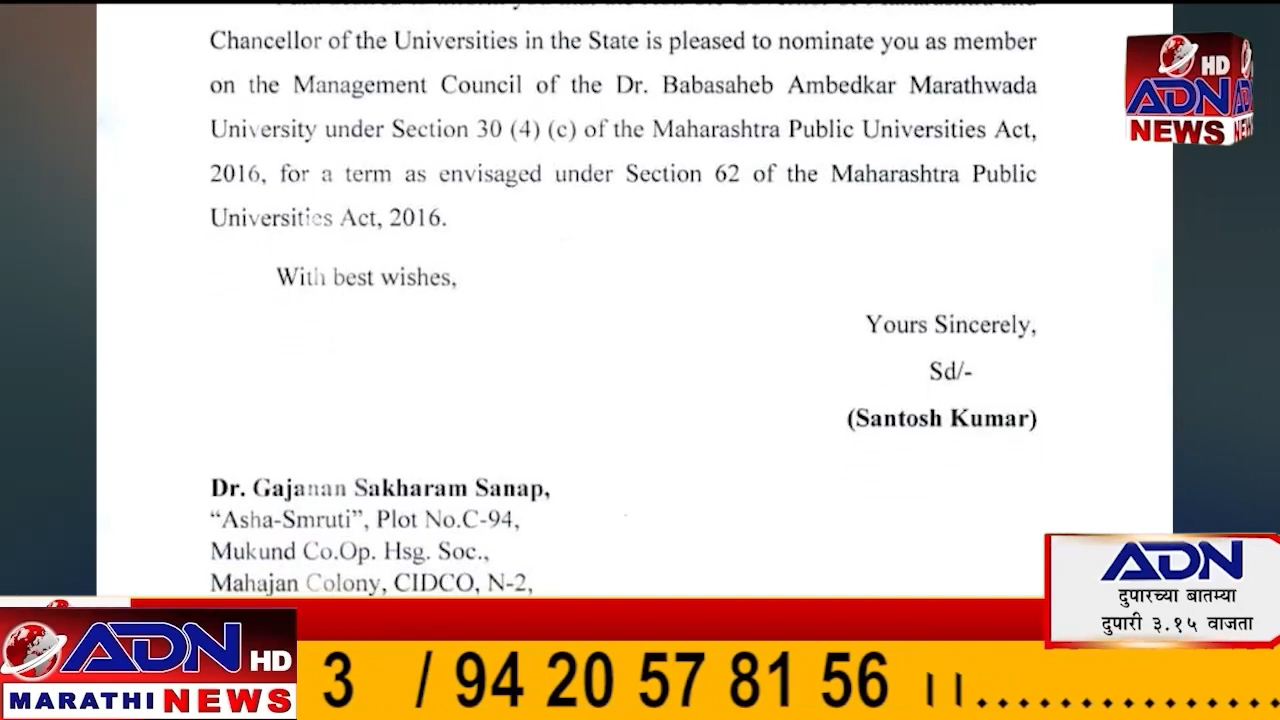 Chancellor of the Universities in the State is pleased to nominate you as member
on the Management Council of the Dr. Babasaheb Ambedkar Marathwada
University under Section 30 (4) (c) of the Maharashtra Public Universities Act,
2016, for a term as envisaged under Section 62 of the Maharashtra Public
Universities Act, 2016.
With best wishes,
Yours Sincerely,
Sd/-
(Santosh Kumar)
Dr. Gajanan Sakharam Sanap,
“Asha-Smruti”, Plot No.C-94,
Mukund Co.Op. Hsg. Soc.,
Mahajan Colony, CIDCO, N-2,
HD
ADN
NEWS
ADN
दुपारच्या बातम्या
दुपारी ३.१५ वाजता
ADN HD
MARATHI NEWS
3 / 94 20 57 81 56 ।।....................